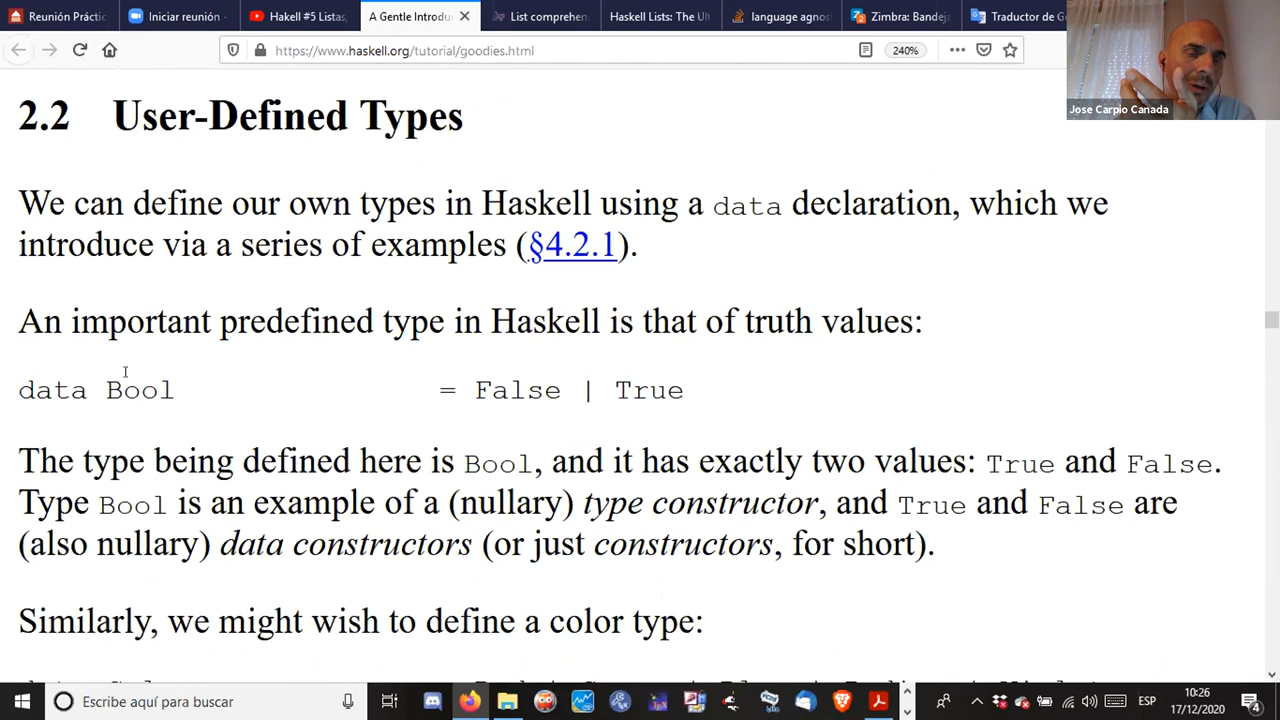 Reunión Práctic
Iniciar reunión -
Hakell #5 Listas,
A Gentle Introduc
List comprehen
Haskell Lists: The Ult
language agnos
Zimbra: Bandeja
Traductor de Go
https://www.haskell.org/tutorial/goodies.html
240%
Jose Carpio Canada
2.2 User-Defined Types
We can define our own types in Haskell using a data declaration, which we
introduce via a series of examples (§4.2.1).
An important predefined type in Haskell is that of truth values:
data Bool = False | True
The type being defined here is Bool, and it has exactly two values: True and False.
Type Bool is an example of a (nullary) type constructor, and True and False are
(also nullary) data constructors (or just constructors, for short).
Similarly, we might wish to define a color type:
Escribe aquí para buscar
ESP
10:26
17/12/2020
4